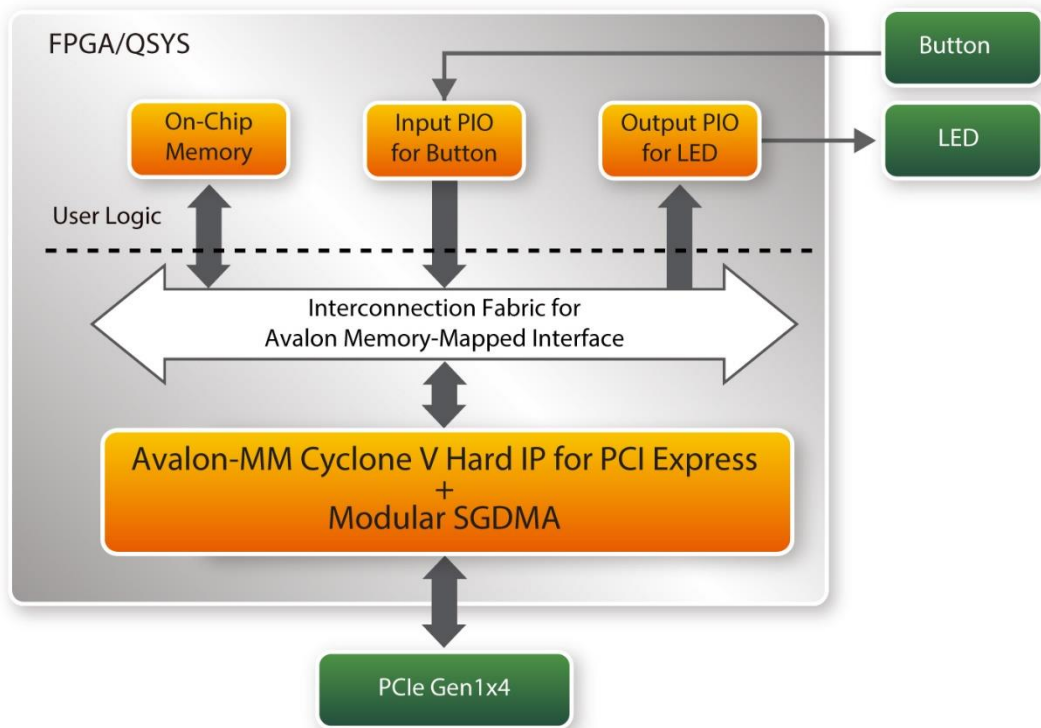 FPGA/QSYS
Button
On-Chip
Memory
Input PIO
for Button
Output PIO
for LED
LED
User Logic
Interconnection Fabric for
Avalon Memory-Mapped Interface
Avalon-MM Cyclone V Hard IP for PCI Express
+
Modular SGDMA
PCIe Gen1x4